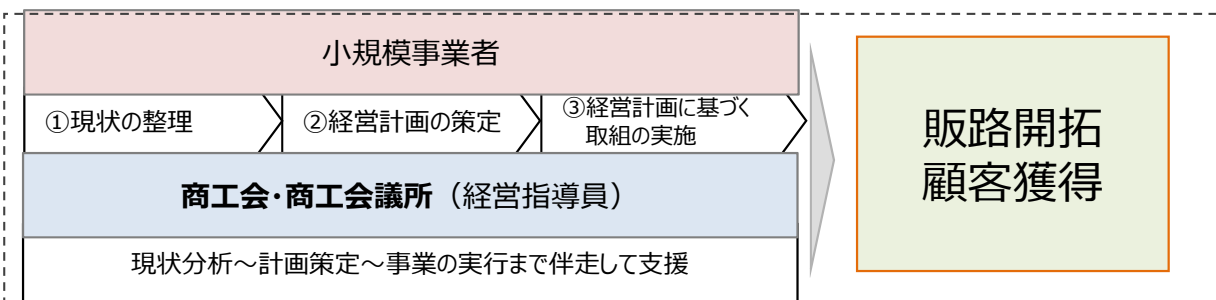 小規模事業者
①現状の整理
②経営計画の策定
③経営計画に基づく
取組の実施
商工会・商工会議所（経営指導員）
現状分析～計画策定～事業の実行まで伴走して支援
販路開拓
顧客獲得